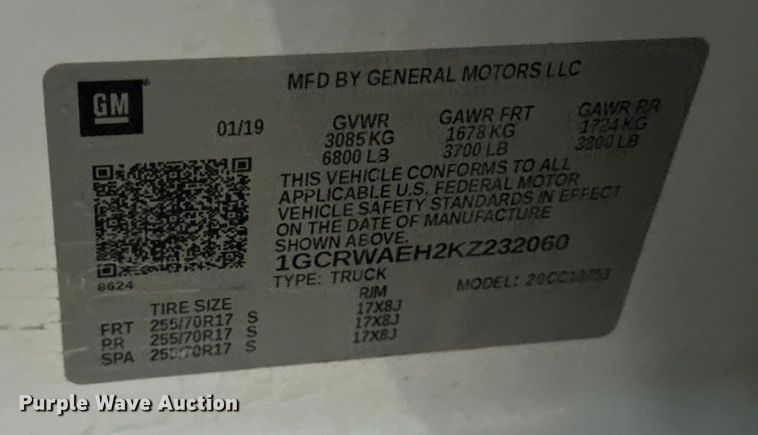 GM
MFD BY GENERAL MOTORS LLC
01/19
GVWR GAWR FRT GAWR RR
3085 KG 1678 KG 1724 KG
6800 LB 3700 LB 3800 LB
THIS VEHICLE CONFORMS TO ALL
APPLICABLE U.S. FEDERAL MOTOR
VEHICLE SAFETY STANDARDS IN EFFECT
ON THE DATE OF MANUFACTURE
SHOWN ABOVE.
1GCRWAEH2KZ232060
TYPE: TRUCK MODEL:
8624
TIRE SIZE RIM
FRT 255/70R17 S 17X8J
RR 255/70R17 S 17X8J
SPA 255/70R17 S 17X8J
Purple Wave Auction